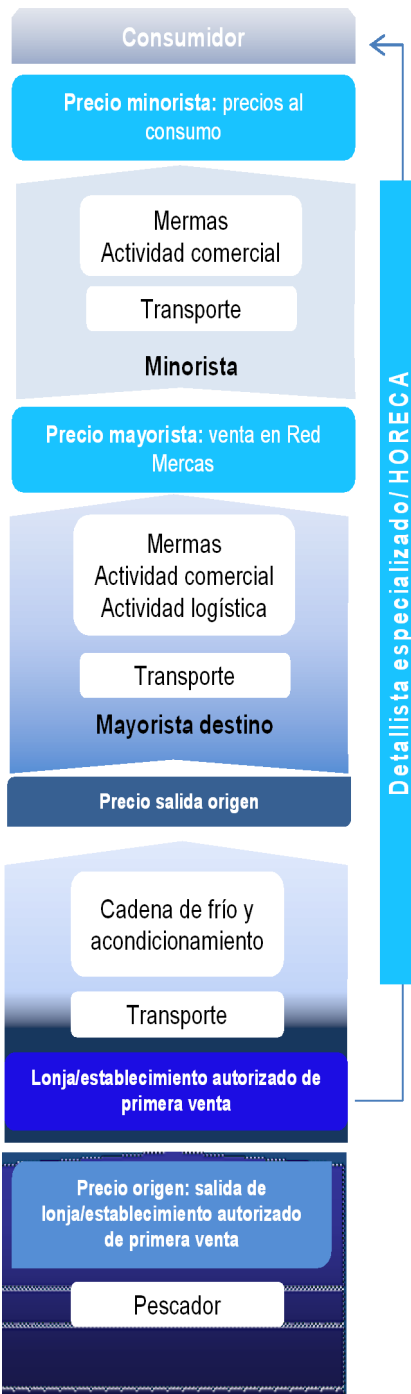 Consumidor
Precio minorista: precios al
consumo
Mermas
Actividad comercial
Transporte
Minorista
Precio mayorista: venta en Red
Mercas
Mermas
Actividad comercial
Actividad logística
Transporte
Mayorista destino
Precio salida origen
Cadena de frío y
acondicionamiento
Transporte
Lonja/establecimiento autorizado de
primera venta
Precio origen: salida de
lonja/establecimiento autorizado
de primera venta
Pescador
Detallista especializado/ HORECA